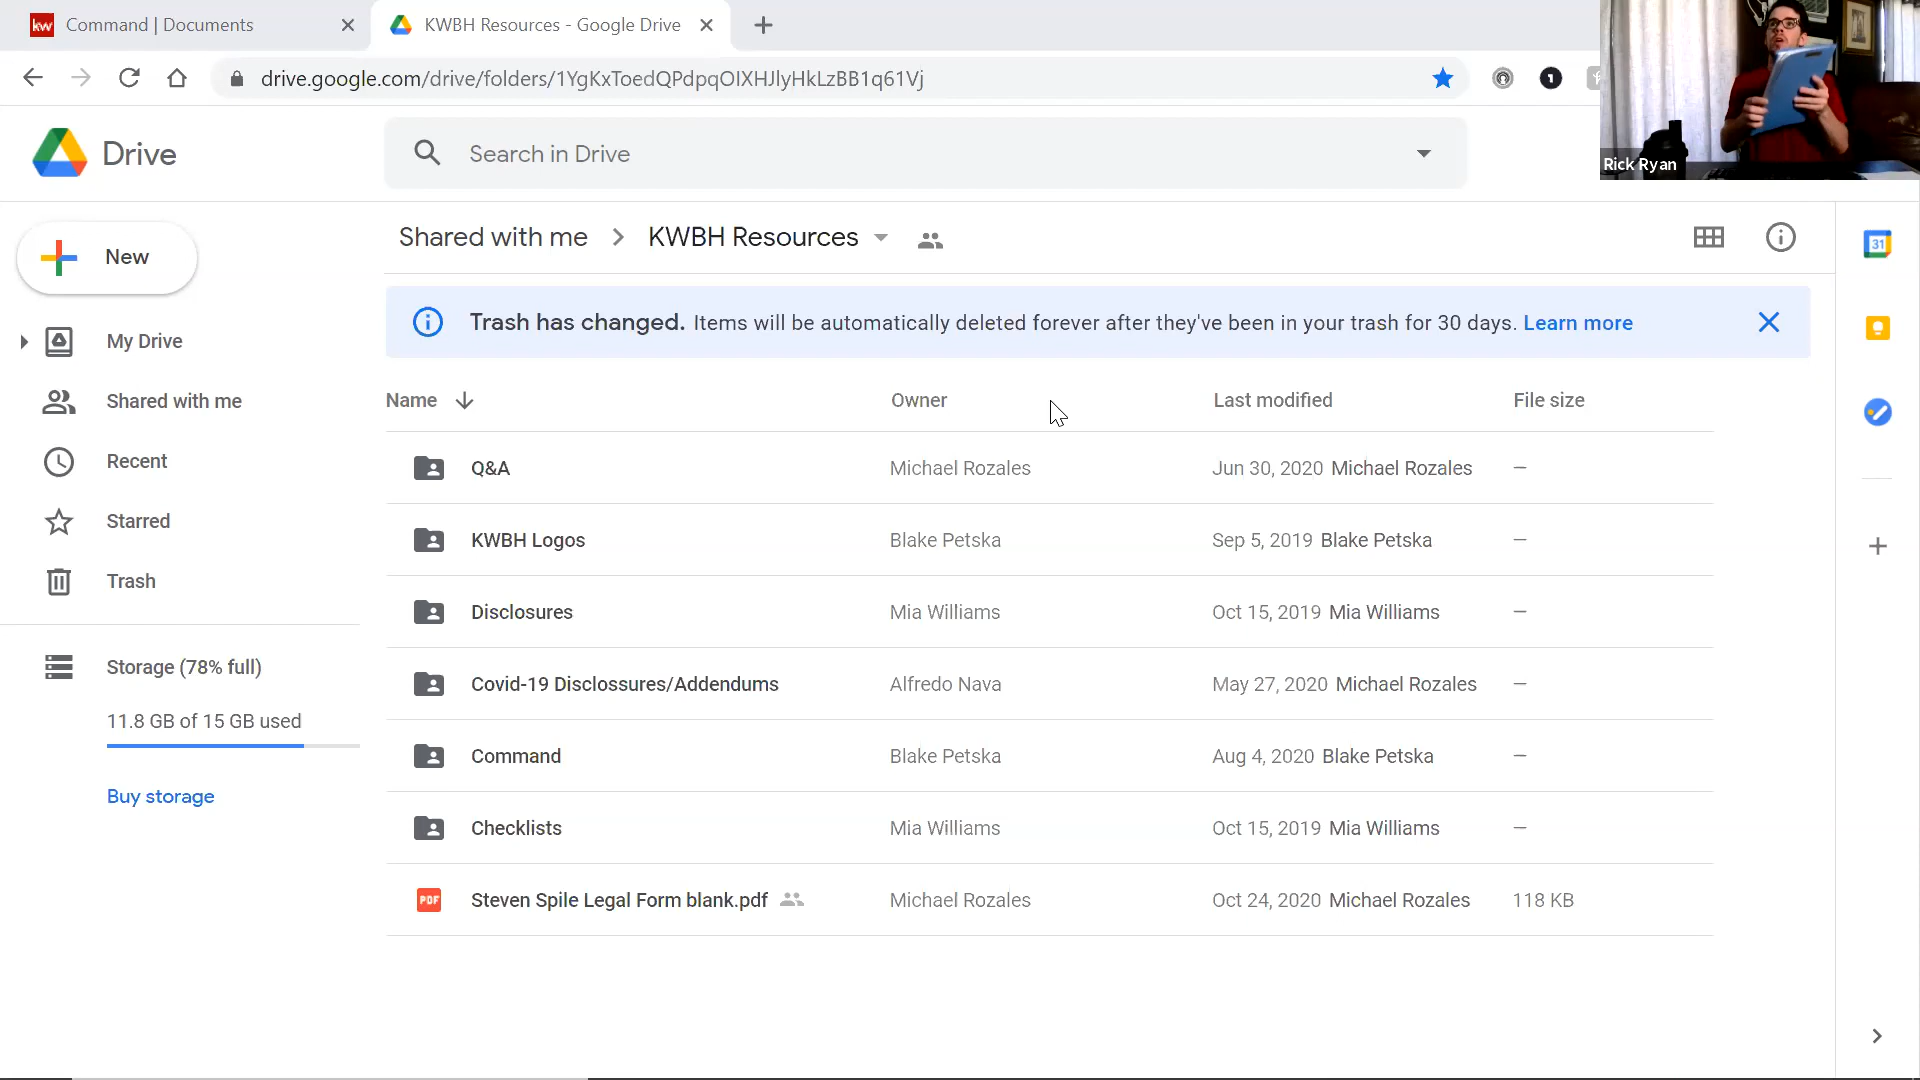 kw Command | Documents
KWBH Resources - Google Drive
drive.google.com/drive/folders/1YgKxToedQPdpqOIXHJlyHkLzBB1q61Vj
1
Rick Ryan
Drive
Search in Drive
New
My Drive
Shared with me
Recent
Starred
Trash
Storage (78% full)
11.8 GB of 15 GB used
Buy storage
Shared with me > KWBH Resources
Trash has changed. Items will be automatically deleted forever after they've been in your trash for 30 days. Learn more
Name Owner Last modified File size
Q&A Michael Rozales Jun 30, 2020 Michael Rozales —
KWBH Logos Blake Petska Sep 5, 2019 Blake Petska —
Disclosures Mia Williams Oct 15, 2019 Mia Williams —
Covid-19 Disclossures/Addendums Alfredo Nava May 27, 2020 Michael Rozales —
Command Blake Petska Aug 4, 2020 Blake Petska —
Checklists Mia Williams Oct 15, 2019 Mia Williams —
PDF Steven Spile Legal Form blank.pdf Michael Rozales Oct 24, 2020 Michael Rozales 118 KB
31